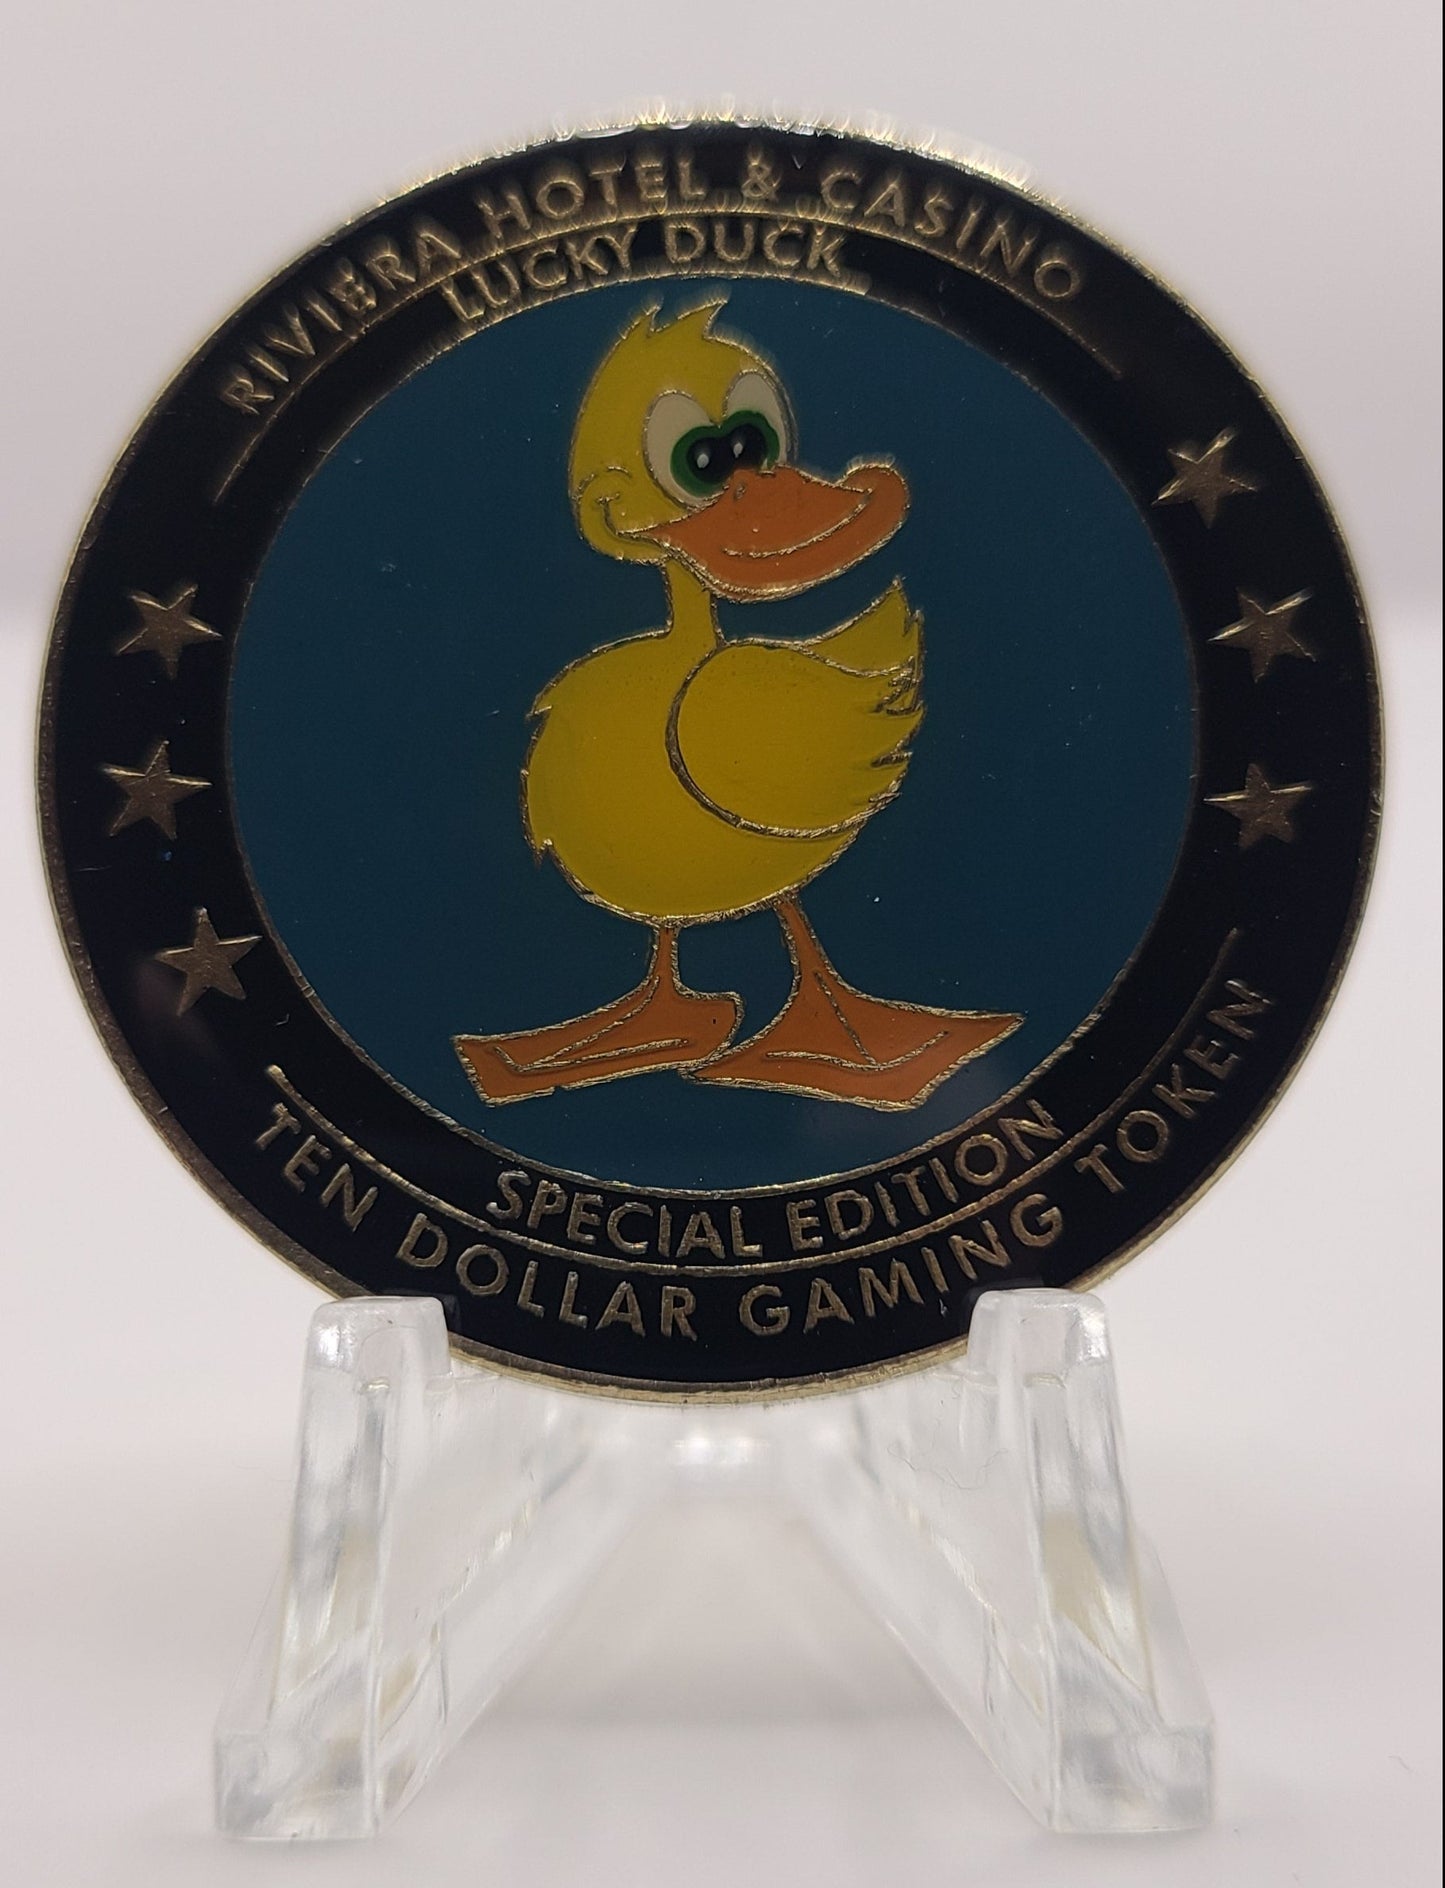 RIVIERA HOTEL & CASINO
LUCKY DUCK
SPECIAL EDITION
TEN DOLLAR GAMING TOKEN